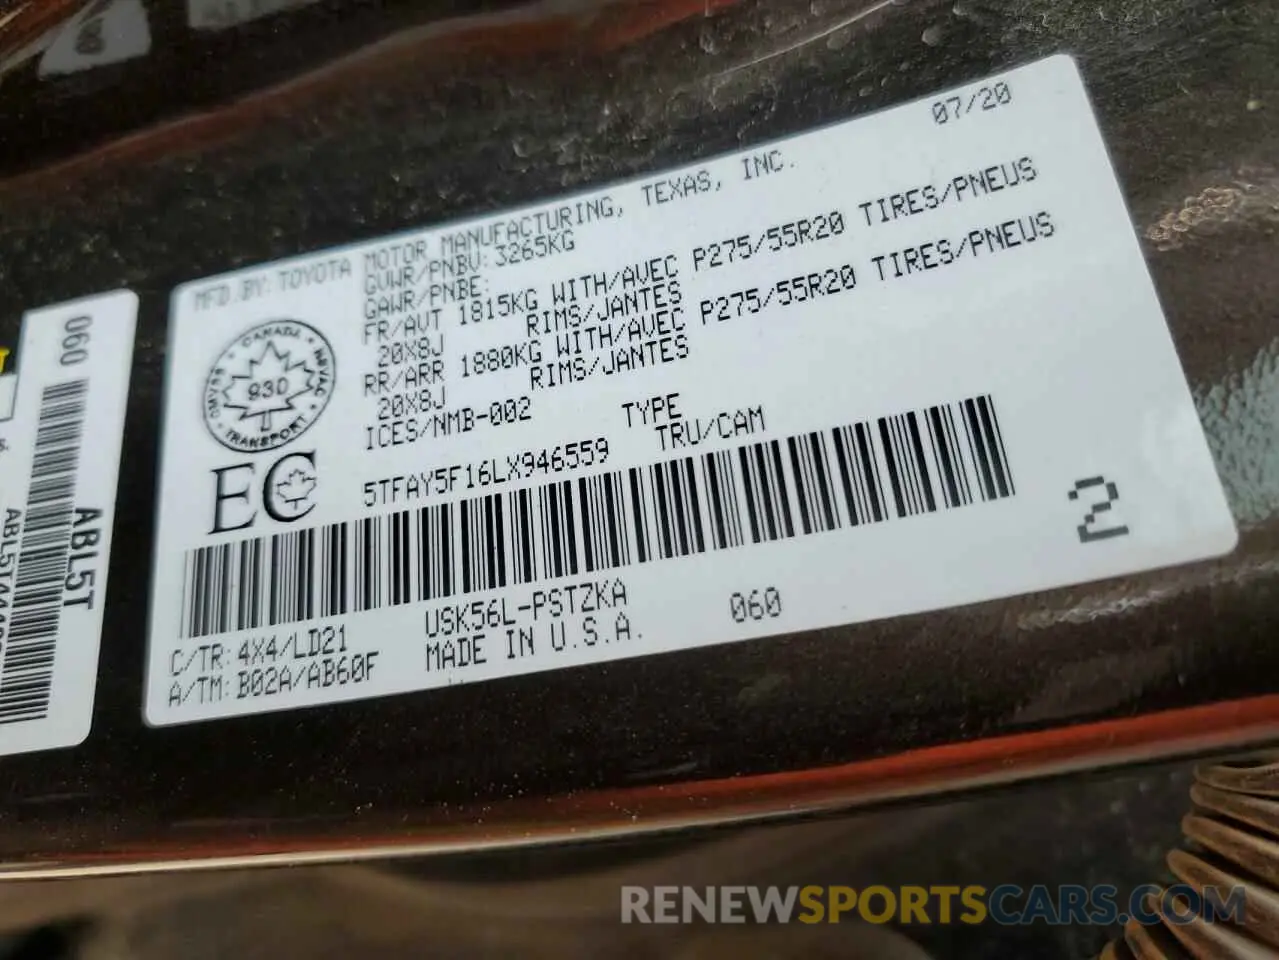 07/20
MFD.BY: TOYOTA MOTOR MANUFACTURING, TEXAS, INC.
GVWR/PNBV: 3265KG
GAWR/PNBE:
FR/AVT 1815KG WITH/AVEC P275/55R20 TIRES/PNEUS
20X8J RIMS/JANTES
RR/ARR 1880KG WITH/AVEC P275/55R20 TIRES/PNEUS
20X8J RIMS/JANTES
ICES/NMB-002
TYPE
5TFAY5F16LX946559 TRU/CAM
CANADA
930
TRANSPORT
EC
C/TR: 4X4/LD21 USK56L-PSTZKA 060
A/TM: B02A/AB60F MADE IN U.S.A.
2
060
ABL5T
RENEWSPORTSCARS.COM